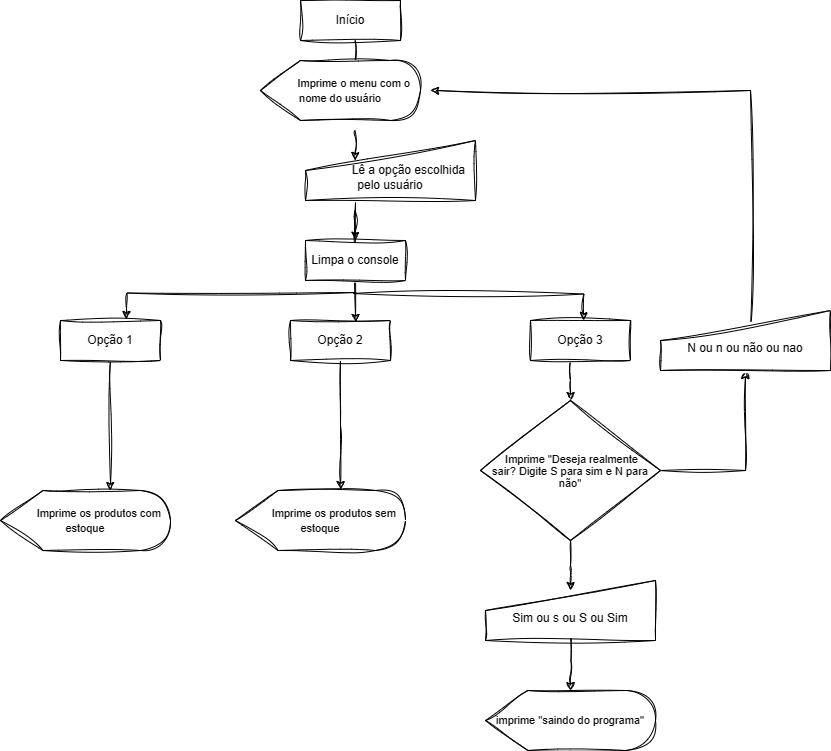 Início
Imprime o menu com o
nome do usuário
Lê a opção escolhida
pelo usuário
Limpa o console
Opção 1
Opção 2
Opção 3
N ou n ou não ou nao
Imprime "Deseja realmente
sair? Digite S para sim e N para
não"
Imprime os produtos com
estoque
Imprime os produtos sem
estoque
Sim ou s ou S ou Sim
imprime "saindo do programa"